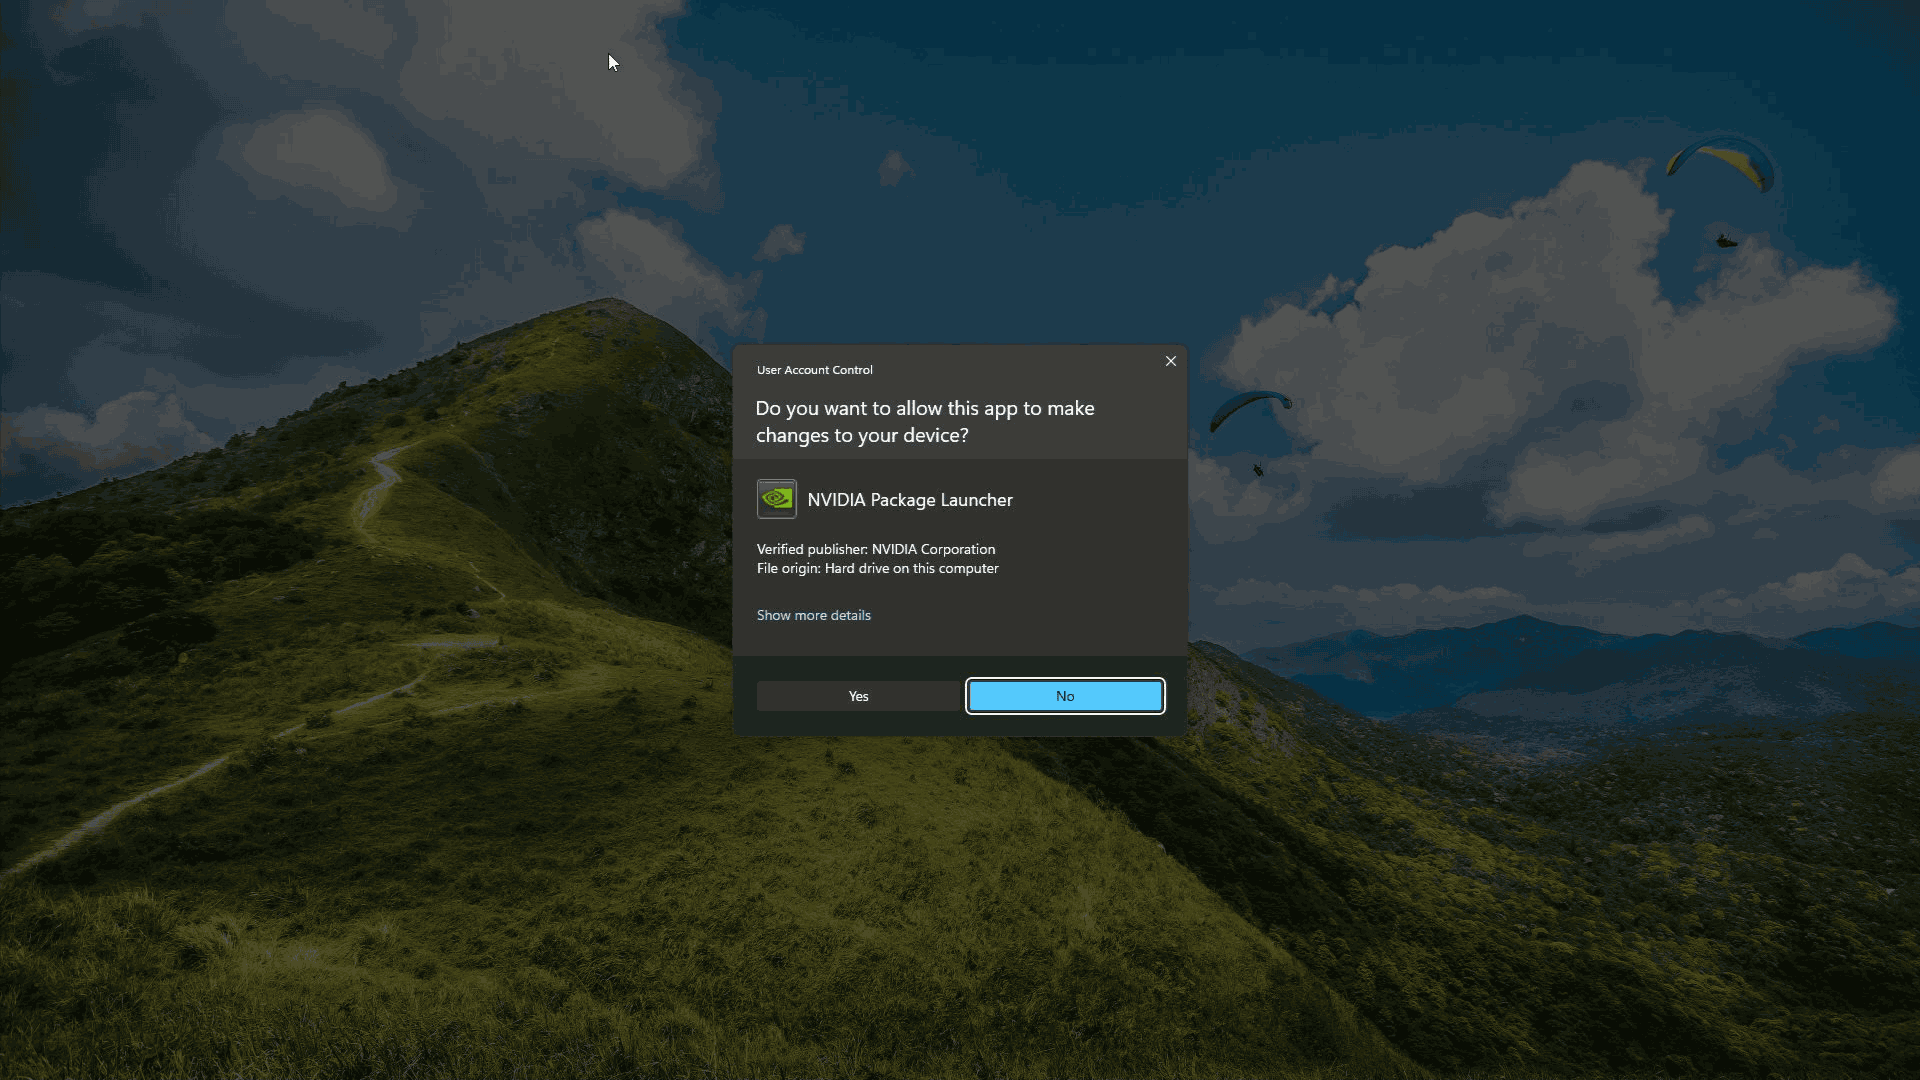 User Account Control
Do you want to allow this app to make
changes to your device?
NVIDIA Package Launcher
Verified publisher: NVIDIA Corporation
File origin: Hard drive on this computer
Show more details
Yes
No